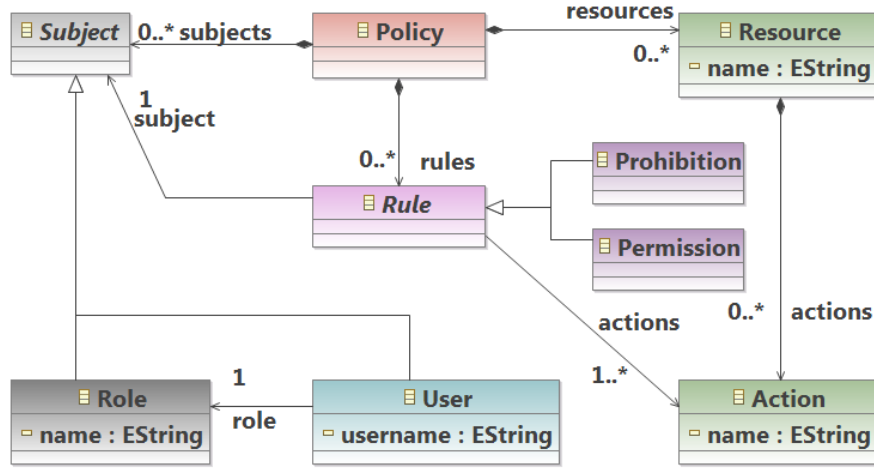 Subject
0..* subjects
Policy
resources
0..*
Resource
name : EString
1
subject
0..* rules
Prohibition
Rule
Permission
actions
1..*
0..* actions
Role
name : EString
1
role
User
username : EString
Action
name : EString